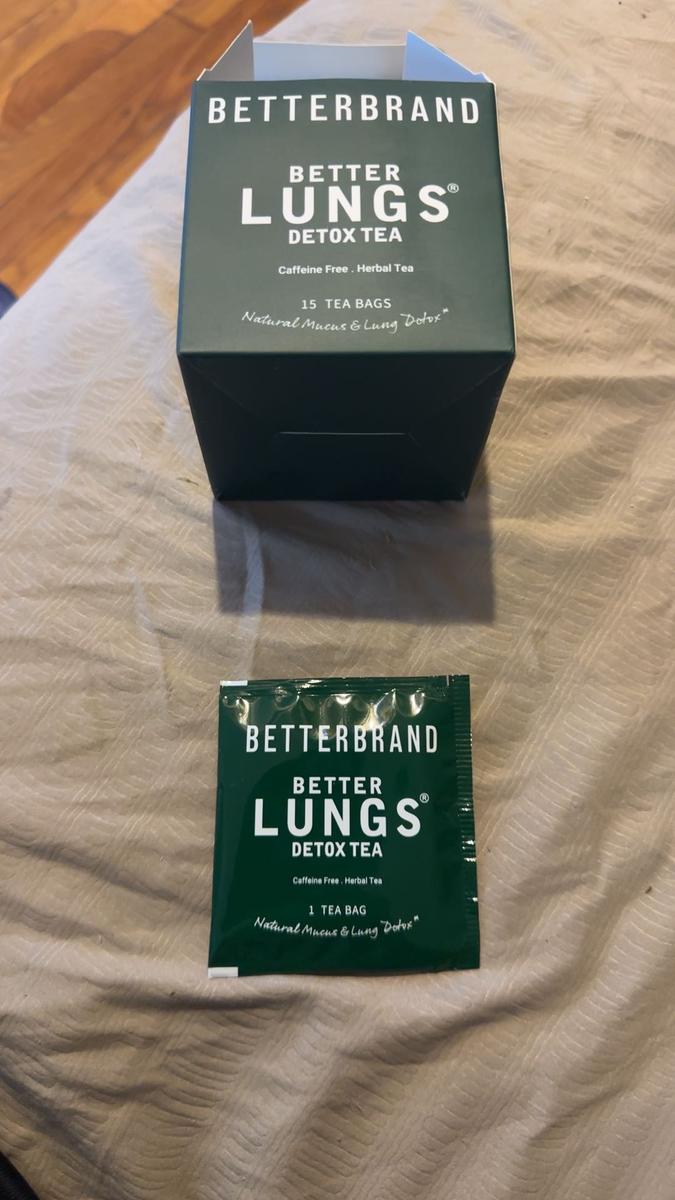 BETTERBRAND
BETTER
LUNGS®
DETOX TEA
Caffeine Free . Herbal Tea
15 TEA BAGS
Natural Mucus & Lung Detox*
BETTERBRAND
BETTER
LUNGS®
DETOX TEA
Caffeine Free . Herbal Tea
1 TEA BAG
Natural Mucus & Lung Detox*